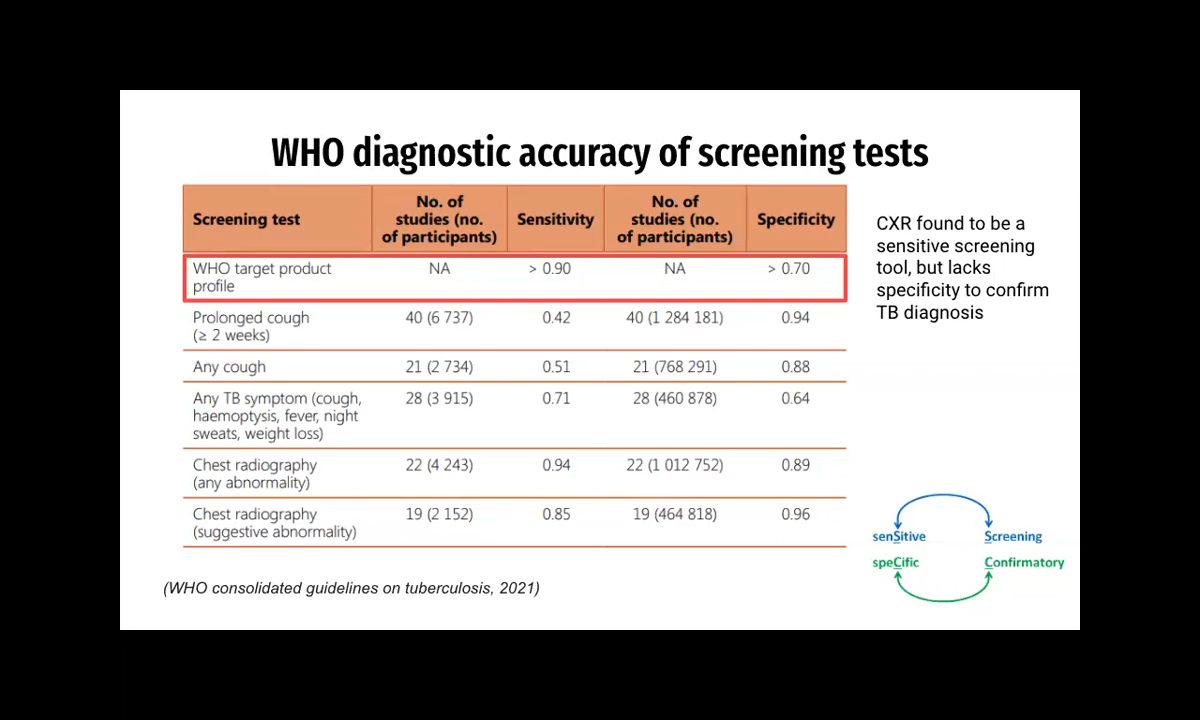 WHO diagnostic accuracy of screening tests
Screening test
No. of
studies (no.
of participants)
Sensitivity
No. of
studies (no.
of participants)
Specificity
WHO target product
profile
NA
> 0.90
NA
> 0.70
Prolonged cough
(≥ 2 weeks)
40 (6 737)
0.42
40 (1 284 181)
0.94
Any cough
21 (2 734)
0.51
21 (768 291)
0.88
Any TB symptom (cough,
haemoptysis, fever, night
sweats, weight loss)
28 (3 915)
0.71
28 (460 878)
0.64
Chest radiography
(any abnormality)
22 (4 243)
0.94
22 (1 012 752)
0.89
Chest radiography
(suggestive abnormality)
19 (2 152)
0.85
19 (464 818)
0.96
CXR found to be a
sensitive screening
tool, but lacks
specificity to confirm
TB diagnosis
senSitive
Screening
speCific
Confirmatory
(WHO consolidated guidelines on tuberculosis, 2021)